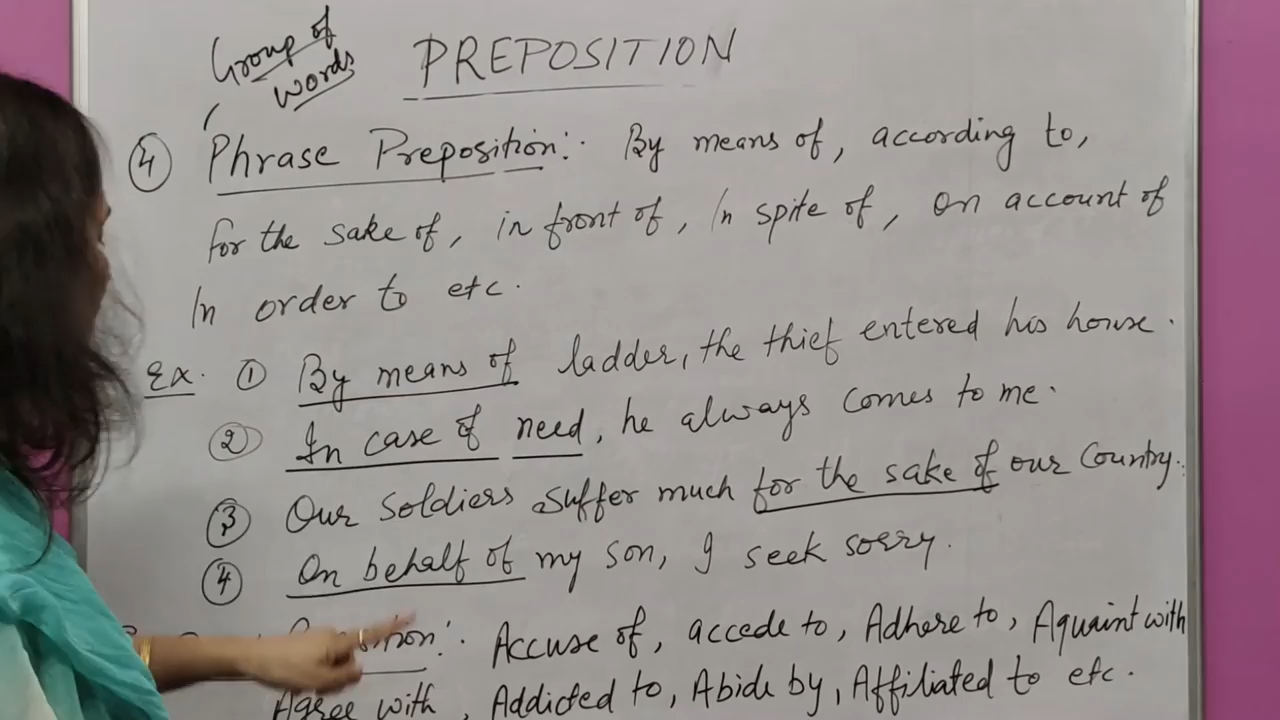 Group of
words
PREPOSITION
④ Phrase Preposition:. By means of, according to,
for the sake of, in front of, In spite of, on account of
In order to etc.
Ex. ① By means of ladder, the thief entered his house.
② In case of need, he always comes to me.
③ Our soldiers suffer much for the sake of our Country.
④ On behalf of my son, I seek sorry.
Accuse of, accede to, Adhere to, Aquaint with
Agree with, Addicted to, Abide by, Affiliated to etc.